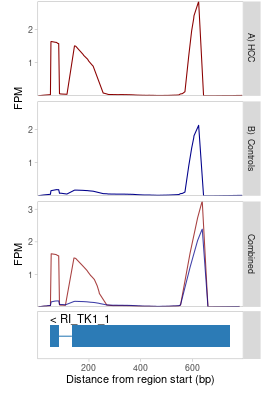 2
1
FPM
A) HCC
2
1
B) Controls
3
2
1
FPM
Combined
< RI_TK1_1
200 400 600
Distance from region start (bp)